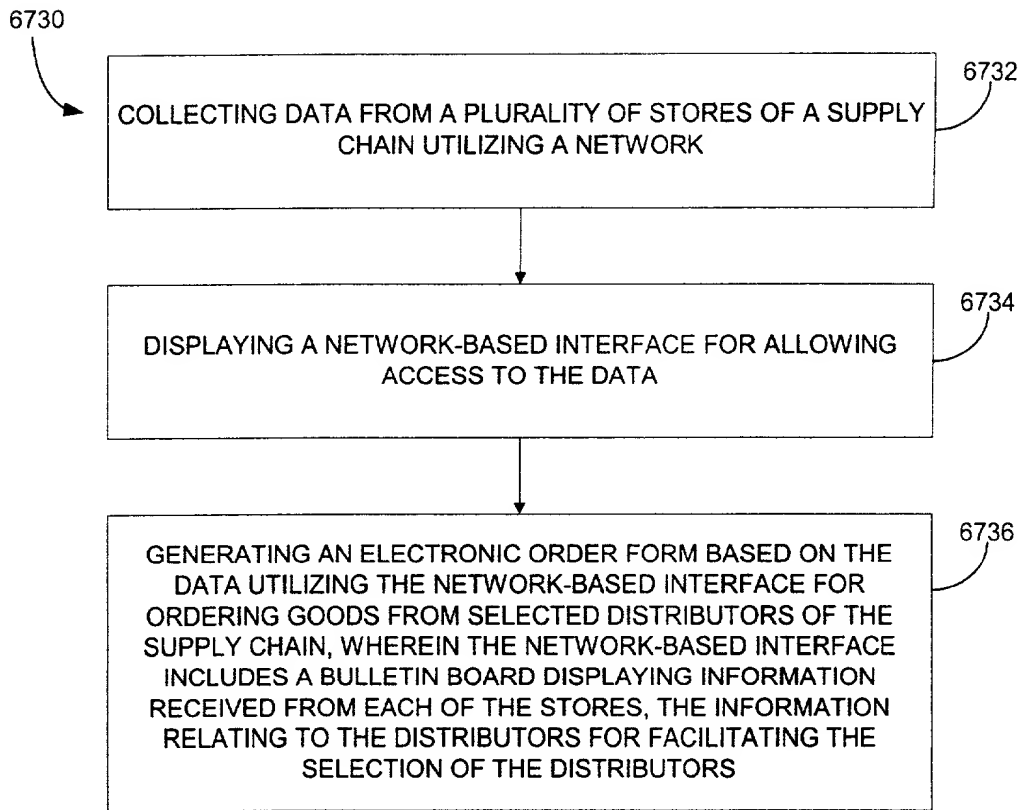 6730
6732
COLLECTING DATA FROM A PLURALITY OF STORES OF A SUPPLY
CHAIN UTILIZING A NETWORK
6734
DISPLAYING A NETWORK-BASED INTERFACE FOR ALLOWING
ACCESS TO THE DATA
6736
GENERATING AN ELECTRONIC ORDER FORM BASED ON THE
DATA UTILIZING THE NETWORK-BASED INTERFACE FOR
ORDERING GOODS FROM SELECTED DISTRIBUTORS OF THE
SUPPLY CHAIN, WHEREIN THE NETWORK-BASED INTERFACE
INCLUDES A BULLETIN BOARD DISPLAYING INFORMATION
RECEIVED FROM EACH OF THE STORES, THE INFORMATION
RELATING TO THE DISTRIBUTORS FOR FACILITATING THE
SELECTION OF THE DISTRIBUTORS